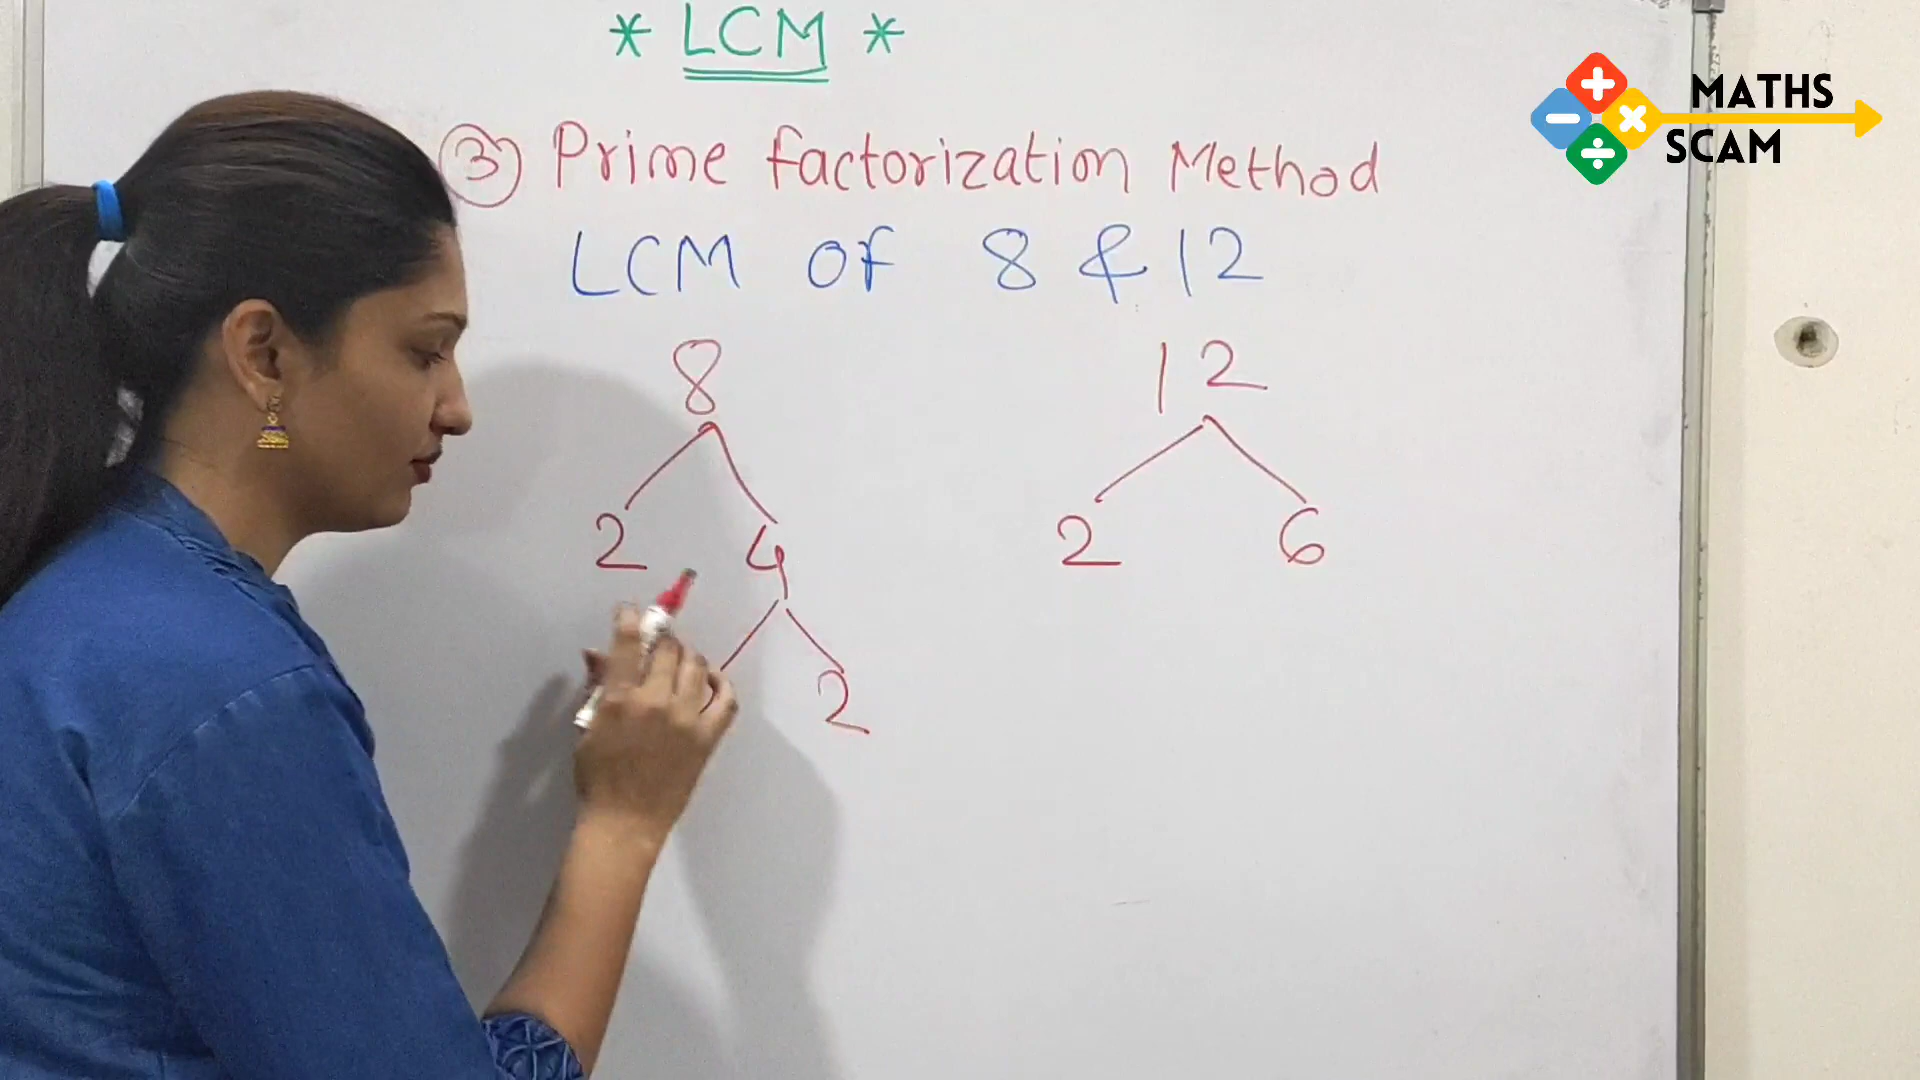 * LCM *
③ Prime factorization Method
LCM of 8 & 12
8 12
2 4 2 6
2
MATHS
SCAM